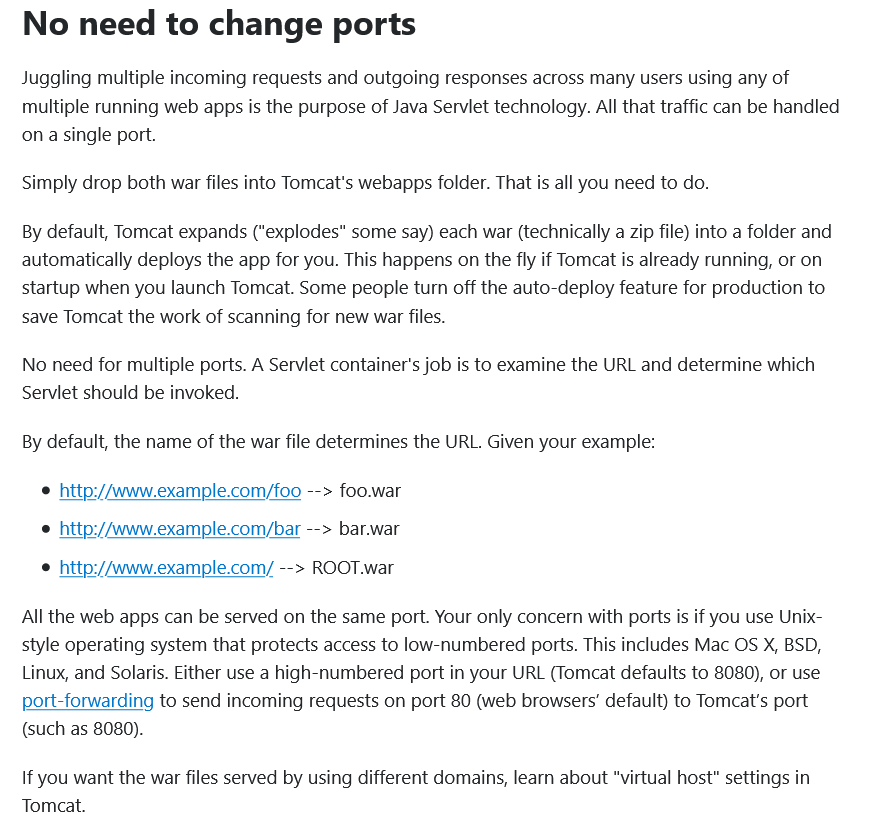 No need to change ports
Juggling multiple incoming requests and outgoing responses across many users using any of
multiple running web apps is the purpose of Java Servlet technology. All that traffic can be handled
on a single port.
Simply drop both war files into Tomcat's webapps folder. That is all you need to do.
By default, Tomcat expands ("explodes" some say) each war (technically a zip file) into a folder and
automatically deploys the app for you. This happens on the fly if Tomcat is already running, or on
startup when you launch Tomcat. Some people turn off the auto-deploy feature for production to
save Tomcat the work of scanning for new war files.
No need for multiple ports. A Servlet container's job is to examine the URL and determine which
Servlet should be invoked.
By default, the name of the war file determines the URL. Given your example:
• http://www.example.com/foo --> foo.war
• http://www.example.com/bar --> bar.war
• http://www.example.com/ --> ROOT.war
All the web apps can be served on the same port. Your only concern with ports is if you use Unix-
style operating system that protects access to low-numbered ports. This includes Mac OS X, BSD,
Linux, and Solaris. Either use a high-numbered port in your URL (Tomcat defaults to 8080), or use
port-forwarding to send incoming requests on port 80 (web browsers’ default) to Tomcat’s port
(such as 8080).
If you want the war files served by using different domains, learn about "virtual host" settings in
Tomcat.